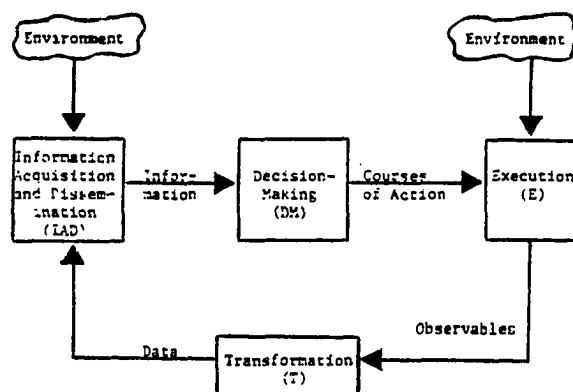 Environment
Environment
Information
Acquisition
and Dissem-
ination
(IAD)
Infor-
mation
Decision-
Making
(DM)
Courses
of Action
Execution
(E)
Observables
Data
Transformation
(T)